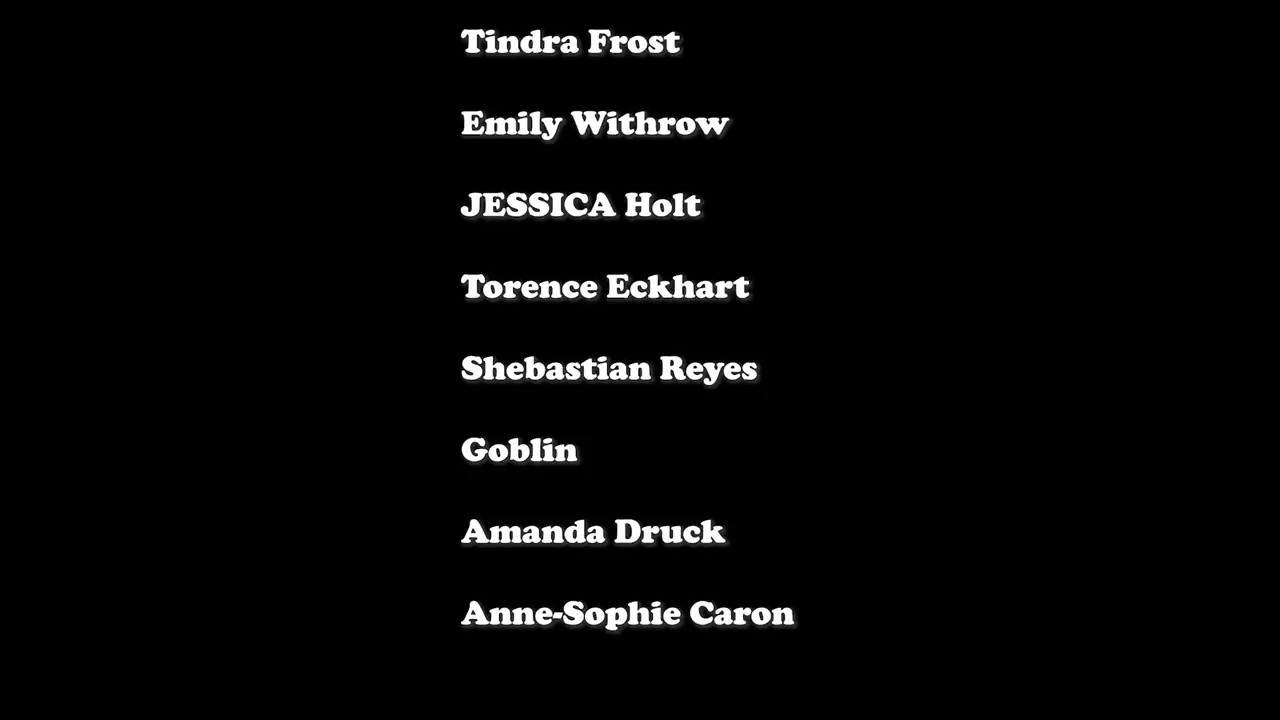 Tindra Frost
Emily Withrow
JESSICA Holt
Torence Eckhart
Shebastian Reyes
Goblin
Amanda Druck
Anne-Sophie Caron